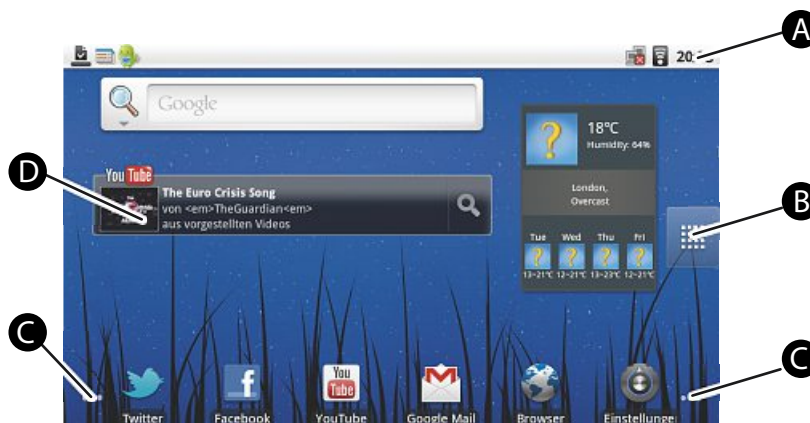 A
20
Google
18°C
Humidity: 64%
London,
Overcast
Tue Wed Thu Fri
13~21°C 12~21°C 13~23°C 12~21°C
B
D
You Tube
The Euro Crisis Song
von <em>TheGuardian<em>
aus vorgestellten Videos
C
C
f
You
Tube
M
Twitter Facebook YouTube Google Mail Browser Einstellunge